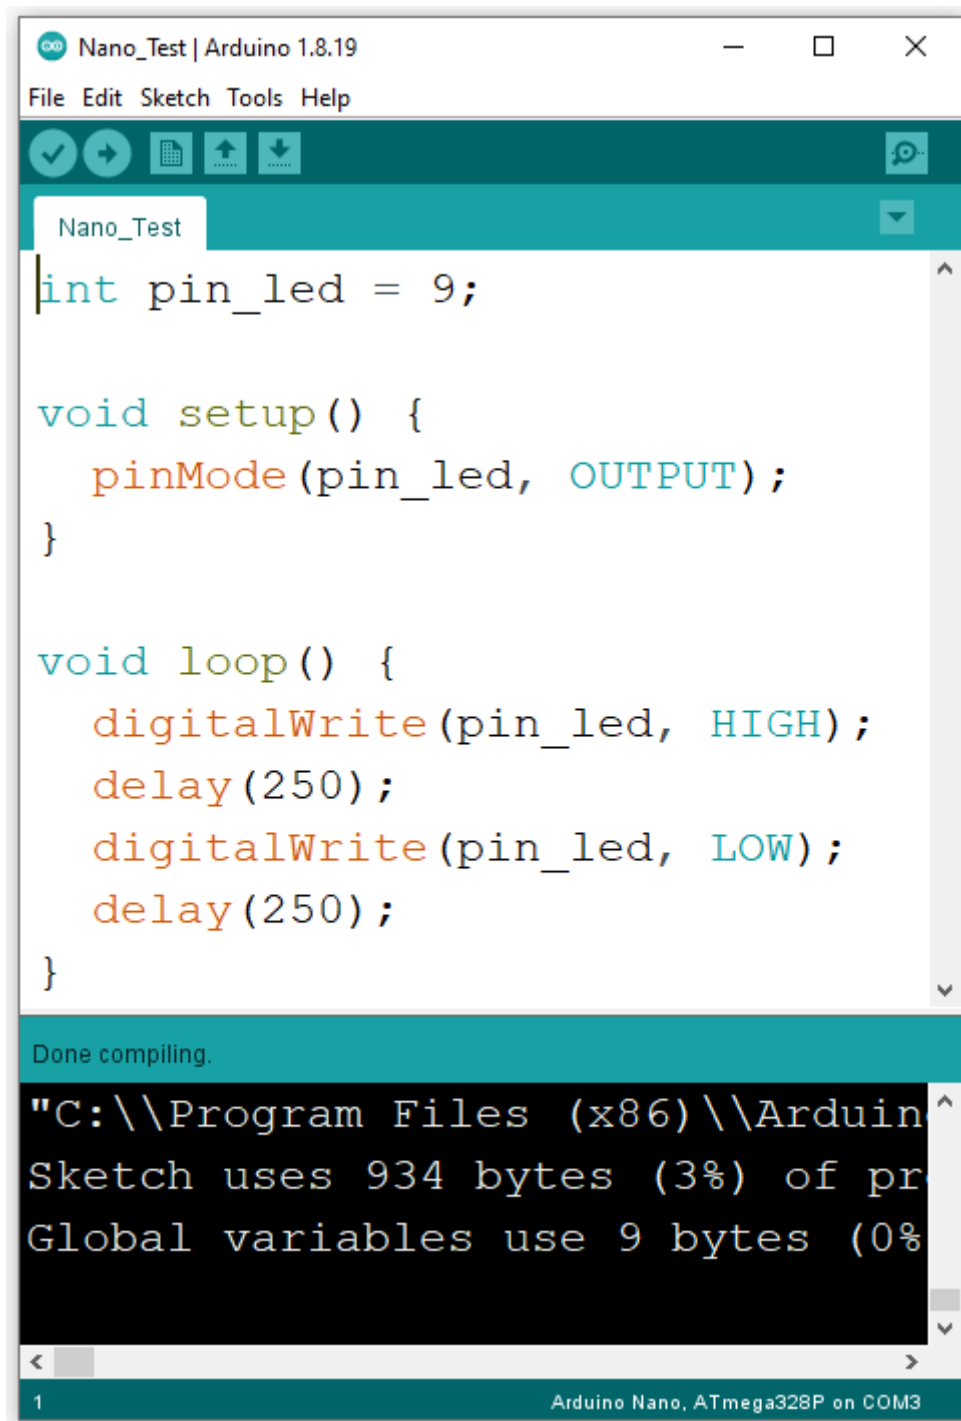 Nano_Test | Arduino 1.8.19
File Edit Sketch Tools Help
Nano_Test
int pin_led = 9;
void setup() {
  pinMode(pin_led, OUTPUT);
}
void loop() {
  digitalWrite(pin_led, HIGH);
  delay(250);
  digitalWrite(pin_led, LOW);
  delay(250);
}
Done compiling.
"C:\\Program Files (x86)\\Arduin
Sketch uses 934 bytes (3%) of pr
Global variables use 9 bytes (0%
1 Arduino Nano, ATmega328P on COM3